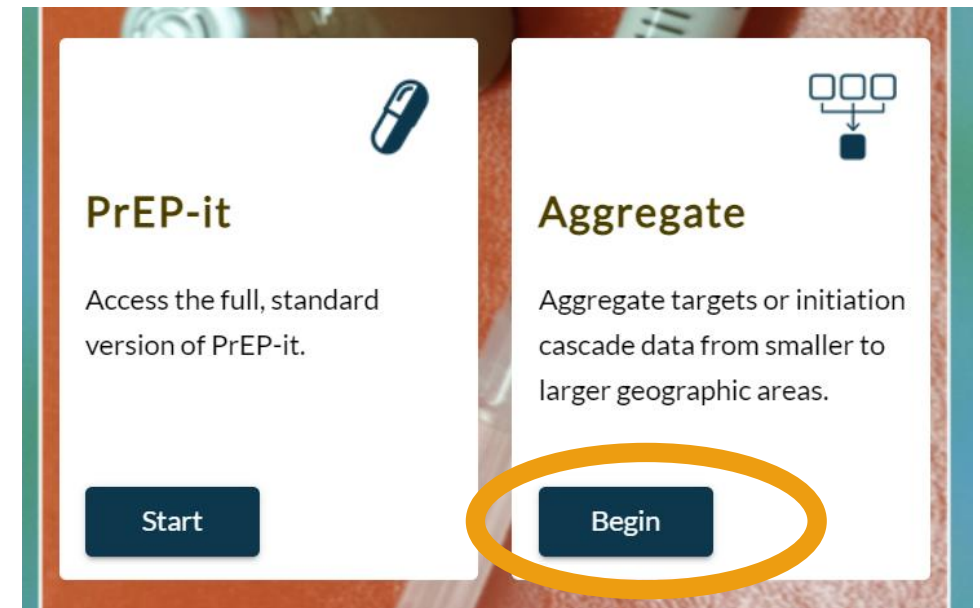 PrEP-it
Access the full, standard
version of PrEP-it.
Start
Aggregate
Aggregate targets or initiation
cascade data from smaller to
larger geographic areas.
Begin